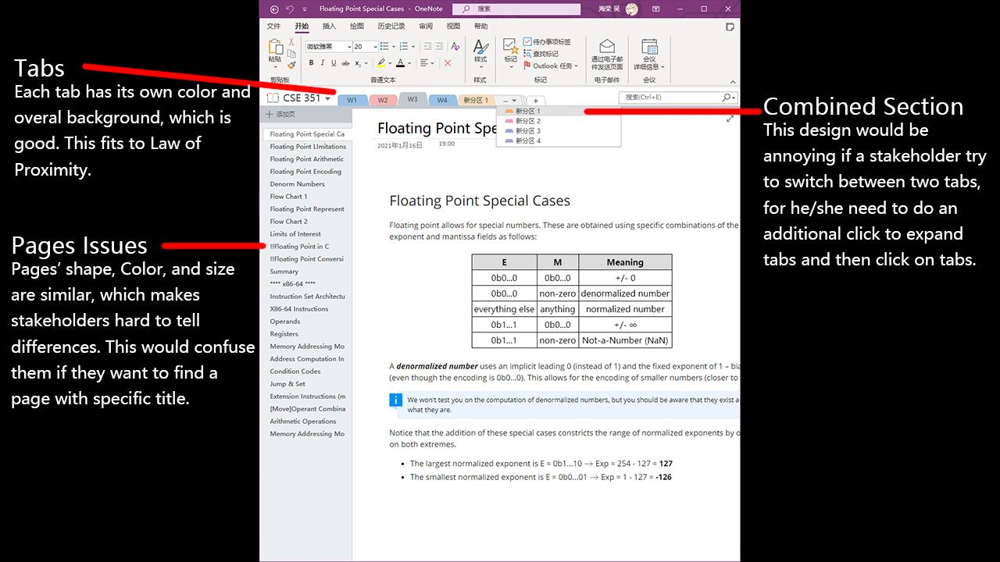 Floating Point Special Cases - OneNote
搜索
海荣 吴
文件 开始 插入 绘图 历史记录 审阅 视图 帮助
粘贴
剪贴板
微软雅黑 20
B I U ab x₂ A
普通文本
样式
样式
标记
待办事项标签
查找标记
Outlook 任务
标记
通过电子邮件发送页面
电子邮件
会议详细信息
会议
Tabs
Each tab has its own color and
overal background, which is
good. This fits to Law of
Proximity.
Pages Issues
Pages’ shape, Color, and size
are similar, which makes
stakeholders hard to tell
differences. This would confuse
them if they want to find a
page with specific title.
CSE 351 W1 W2 W3 W4 新分区 1 ... +
搜索(Ctrl+E)
新分区 1
新分区 2
新分区 3
新分区 4
添加页
Floating Point Special Ca
Floating Point LImitations
Floating Point Arithmetic
Floating Point Encoding
Denorm Numbers
Flow Chart 1
Floating Point Represent
Flow Chart 2
Limits of Interest
!!Floating Point in C
!!Floating Point Conversi
Summary
**** x86-64 ****
Instruction Set Architectu
X86-64 Instructions
Operands
Registers
Memory Addressing Mo
Address Computation In
Condition Codes
Jump & Set
Extension Instructions (m
[Move]Operant Combina
Arithmetic Operations
Memory Addressing Mo
Floating Point Spe
2021年1月16日 19:00
Floating Point Special Cases
Floating point allows for special numbers. These are obtained using specific combinations of the
exponent and mantissa fields as follows:
E M Meaning
0b0...0 0b0...0 +/- 0
0b0...0 non-zero denormalized number
everything else anything normalized number
0b1...1 0b0...0 +/- ∞
0b1...1 non-zero Not-a-Number (NaN)
A denormalized number uses an implicit leading 0 (instead of 1) and the fixed exponent of 1 – bia
(even though the encoding is 0b0...0). This allows for the encoding of smaller numbers (closer to
i
We won't test you on the computation of denormalized numbers, but you should be aware that they exist a
what they are.
Notice that the addition of these special cases constricts the range of normalized exponents by o
on both extremes.
• The largest normalized exponent is E = 0b1...10 → Exp = 254 - 127 = 127
• The smallest normalized exponent is E = 0b0...01 → Exp = 1 - 127 = -126
Combined Section
This design would be
annoying if a stakeholder try
to switch between two tabs,
for he/she need to do an
additional click to expand
tabs and then click on tabs.